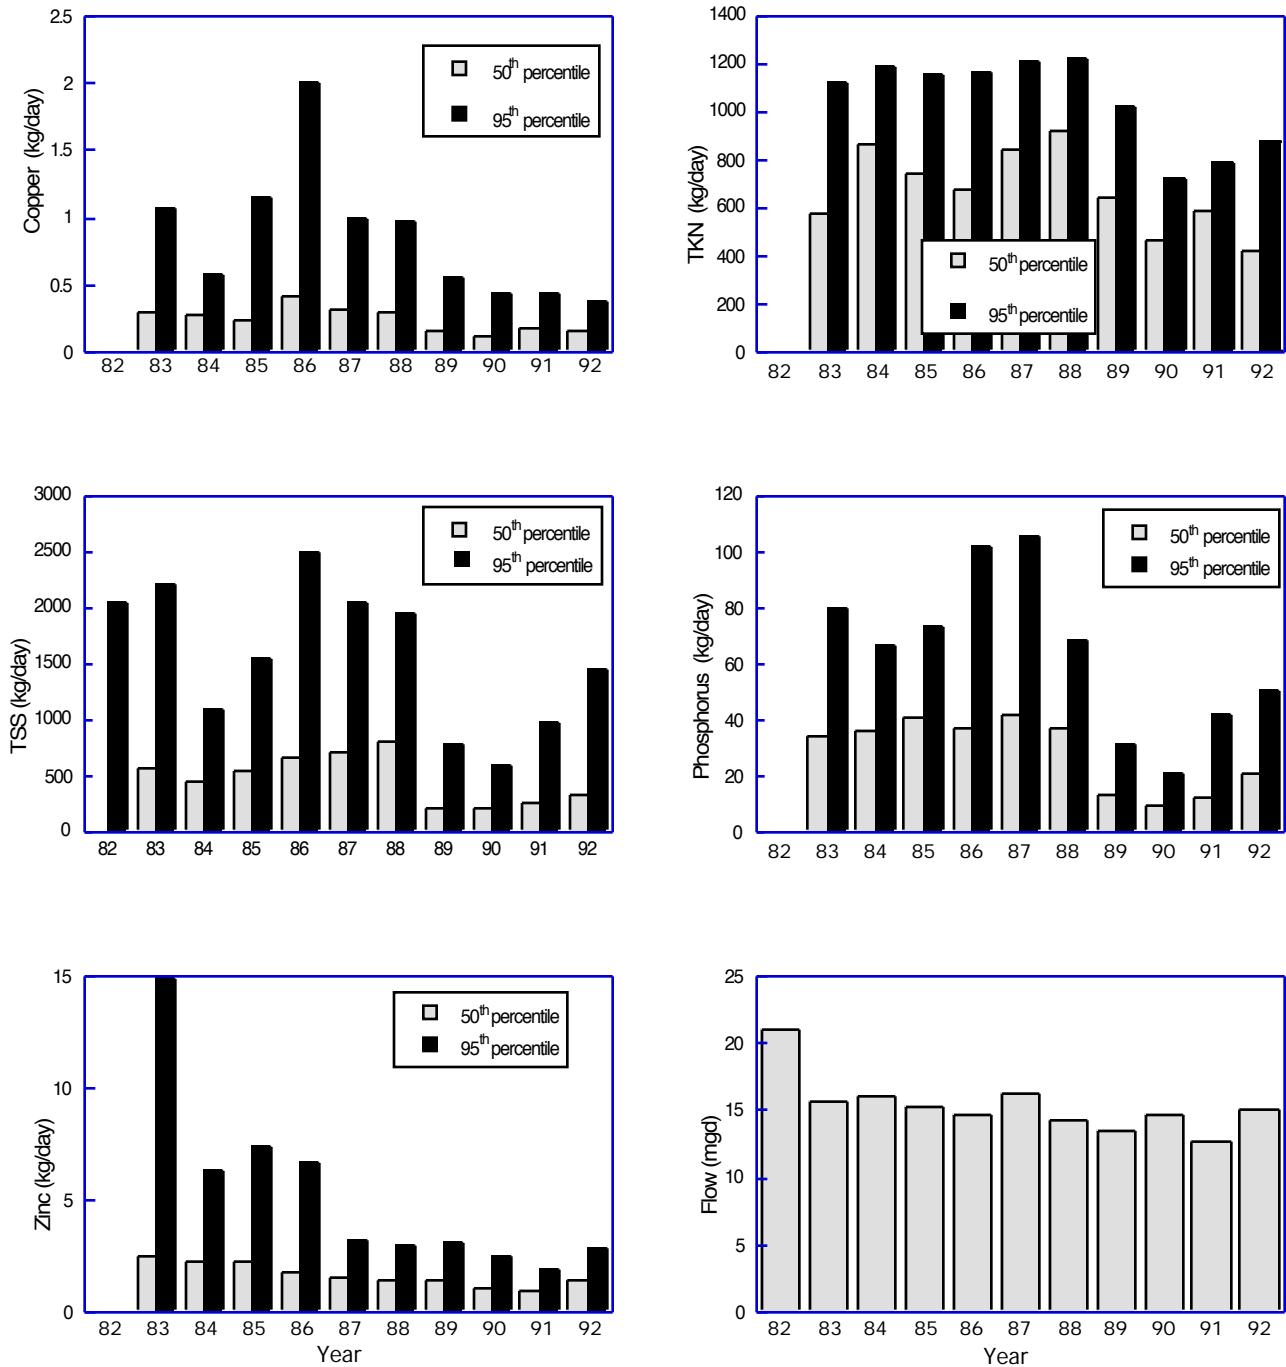 Copper (kg/day)
2.5
2
1.5
1
0.5
0
82 83 84 85 86 87 88 89 90 91 92
50th percentile
95th percentile
TKN (kg/day)
1400
1200
1000
800
600
400
200
0
82 83 84 85 86 87 88 89 90 91 92
50th percentile
95th percentile
TSS (kg/day)
3000
2500
2000
1500
1000
500
0
82 83 84 85 86 87 88 89 90 91 92
50th percentile
95th percentile
Phosphorus (kg/day)
120
100
80
60
40
20
0
82 83 84 85 86 87 88 89 90 91 92
50th percentile
95th percentile
Zinc (kg/day)
15
10
5
0
82 83 84 85 86 87 88 89 90 91 92
Year
50th percentile
95th percentile
Flow (mgd)
25
20
15
10
5
0
82 83 84 85 86 87 88 89 90 91 92
Year